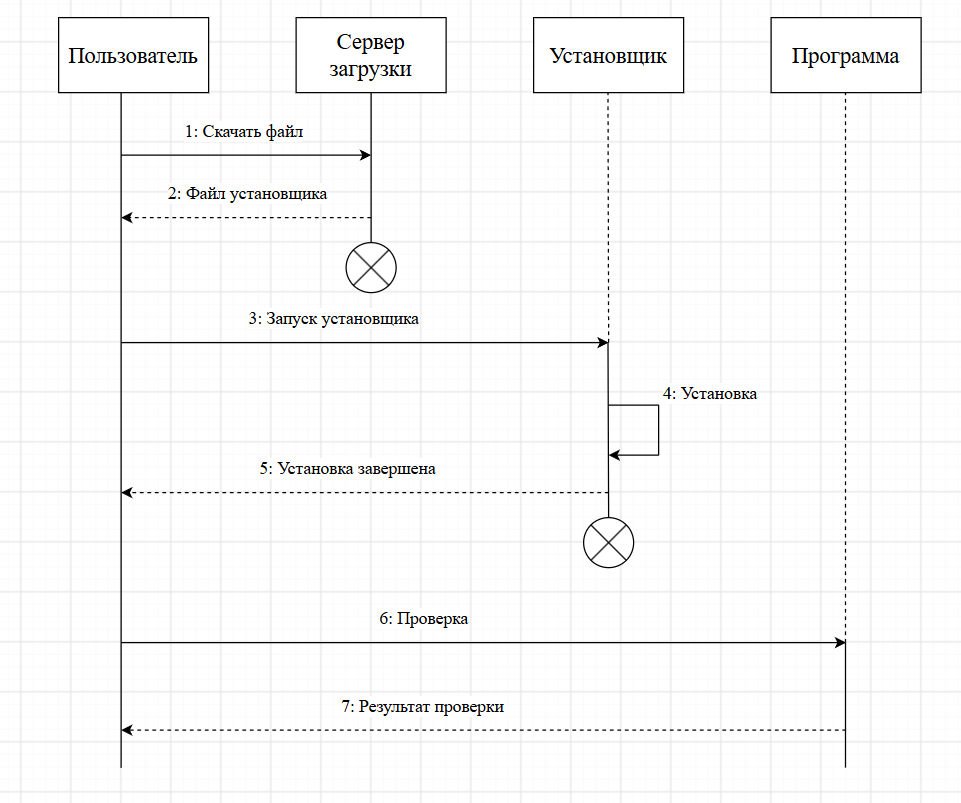 Пользователь
Сервер
загрузки
Установщик
Программа
1: Скачать файл
2: Файл установщика
3: Запуск установщика
4: Установка
5: Установка завершена
6: Проверка
7: Результат проверки